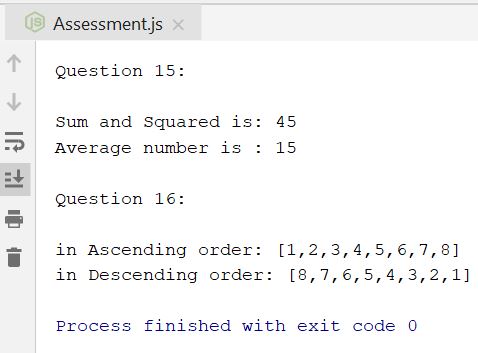 JS Assessment.js
Question 15:
Sum and Squared is: 45
Average number is : 15
Question 16:
in Ascending order: [1,2,3,4,5,6,7,8]
in Descending order: [8,7,6,5,4,3,2,1]
Process finished with exit code 0